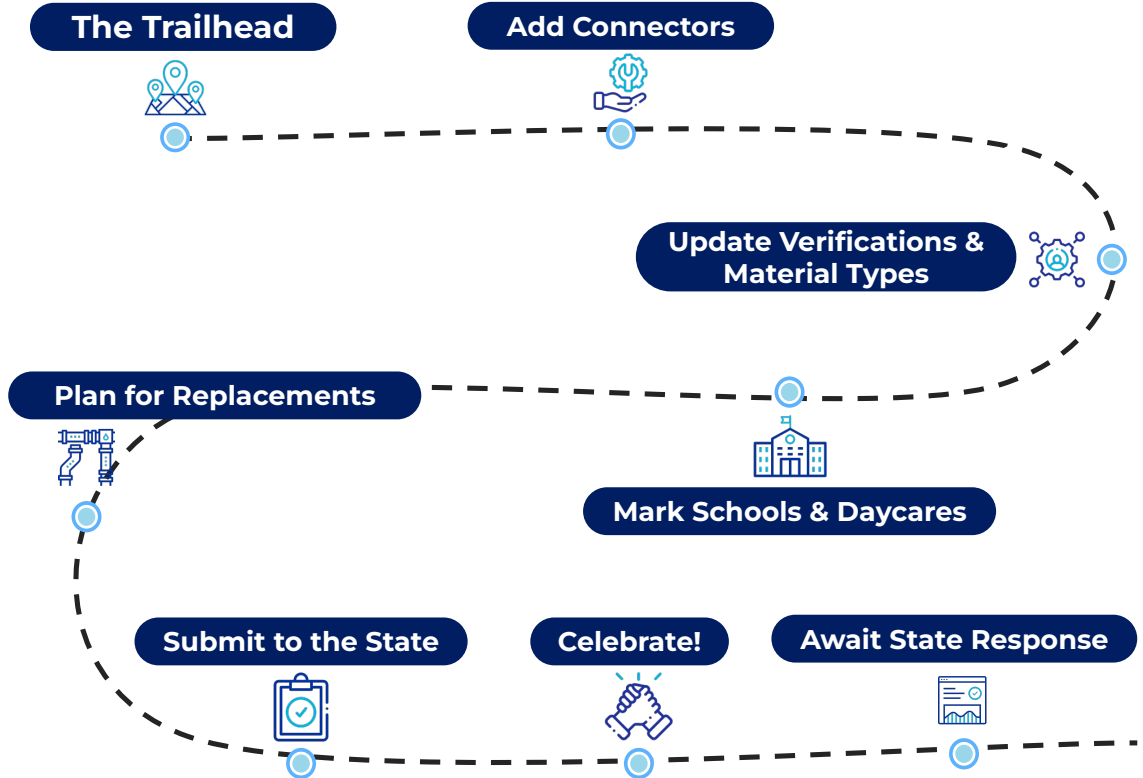 The Trailhead
Add Connectors
Update Verifications &
Material Types
Mark Schools & Daycares
Plan for Replacements
Submit to the State
Celebrate!
Await State Response